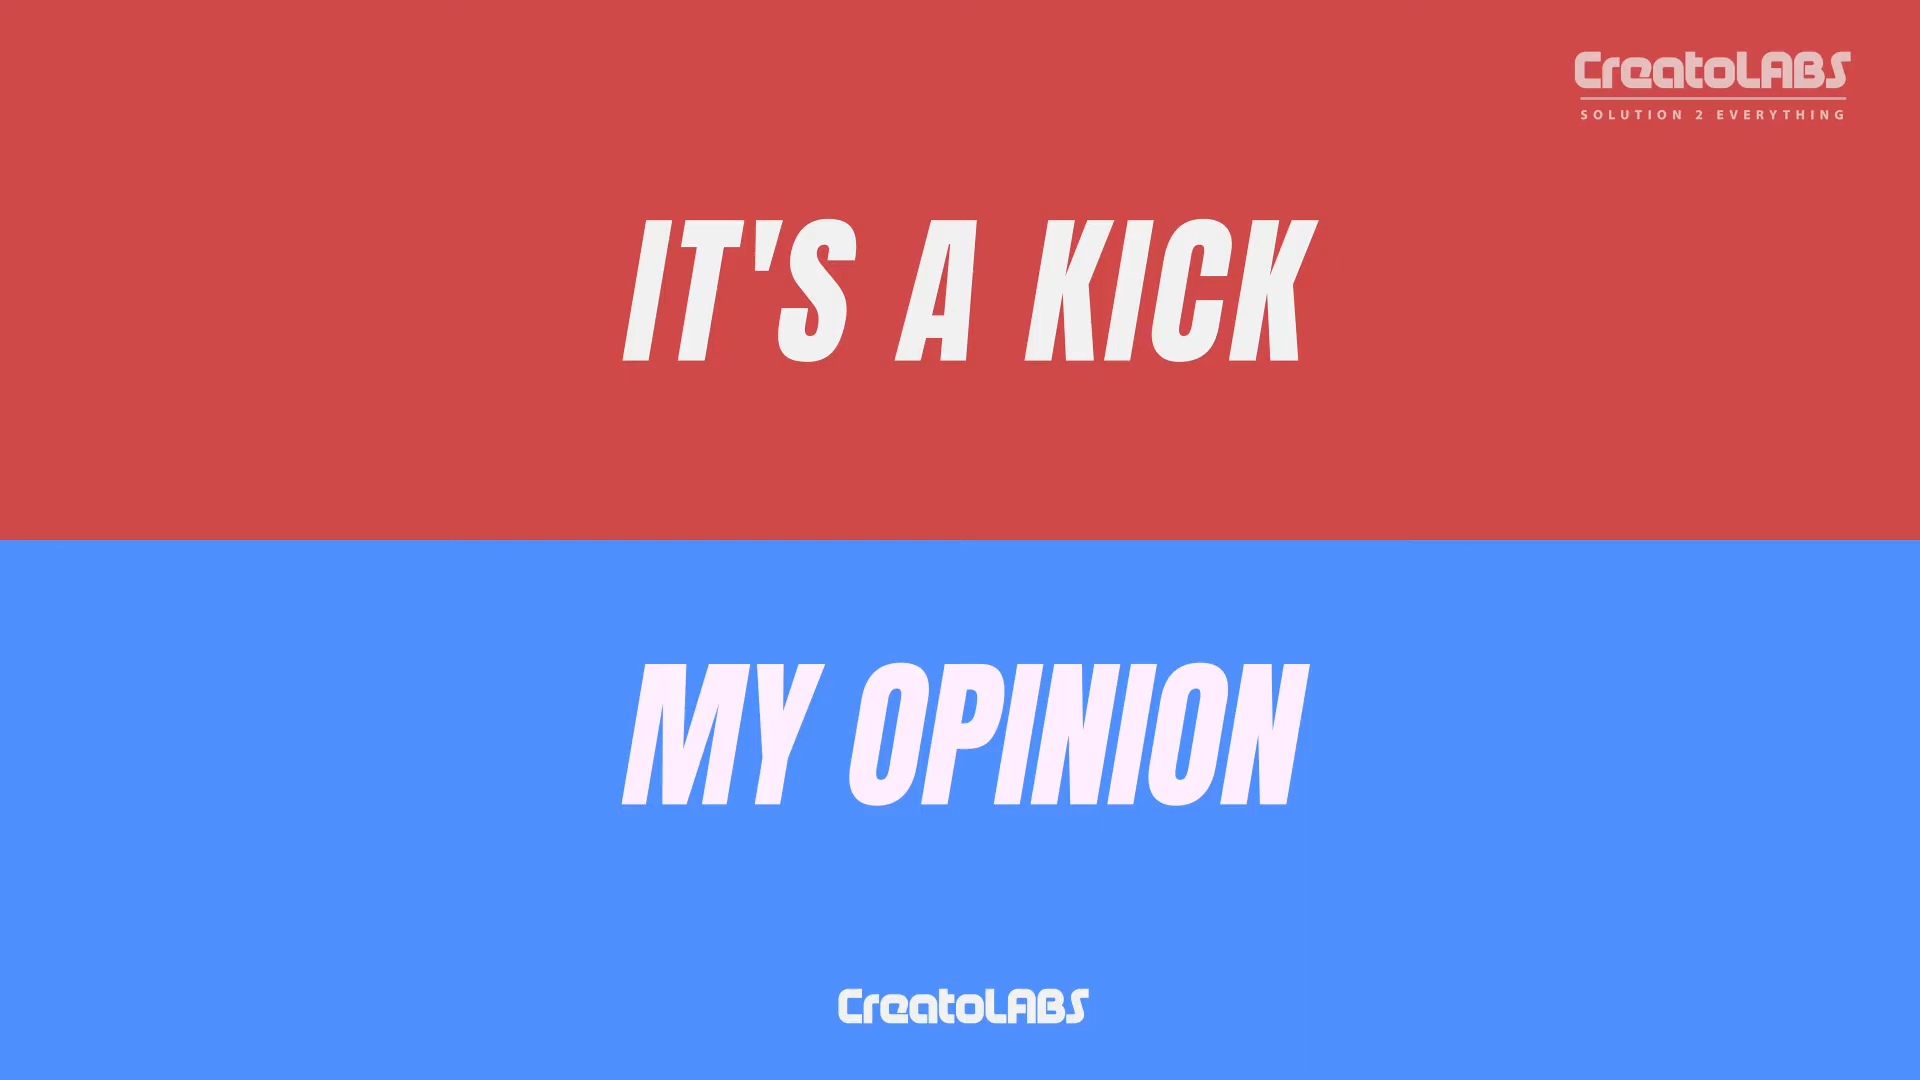 CreatoLABS
SOLUTION 2 EVERYTHING
IT'S A KICK
MY OPINION
CreatoLABS